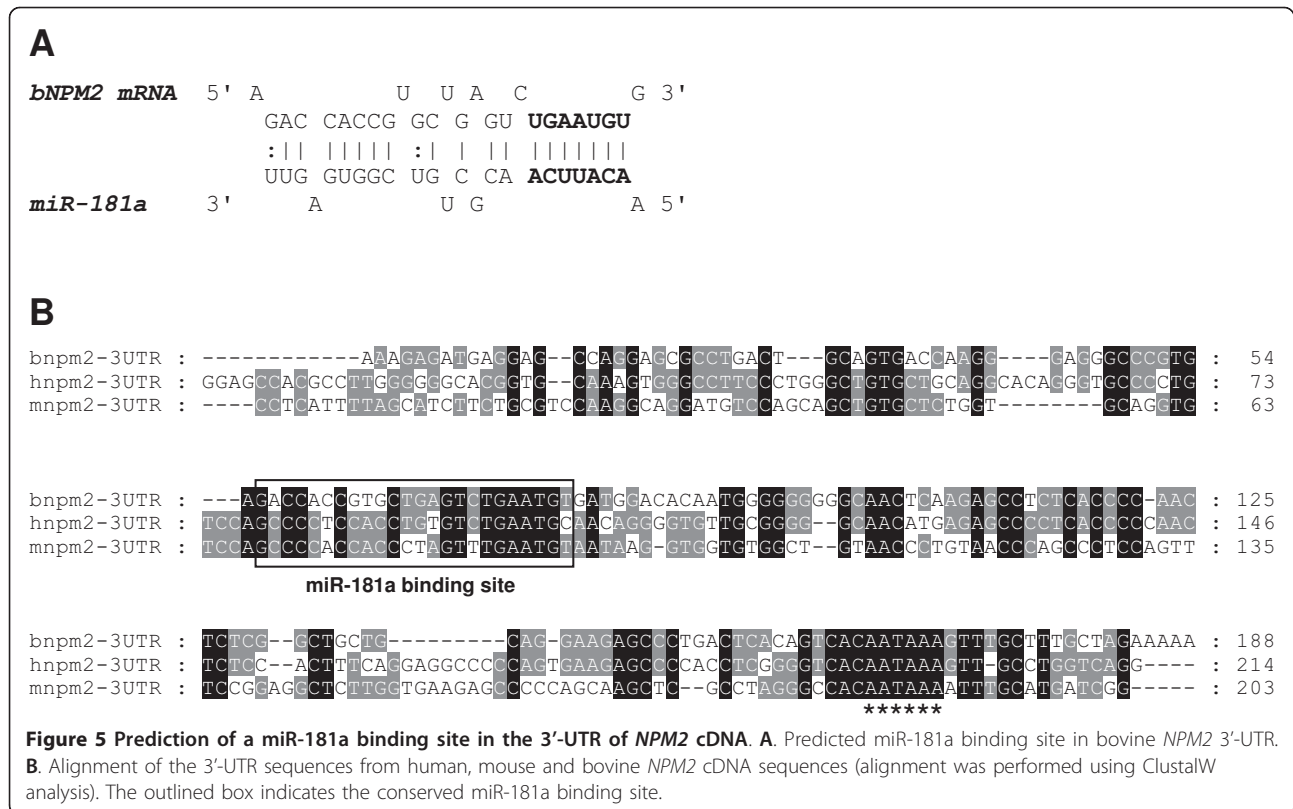 A
bNPM2 mRNA 5' A U U A C G 3'
GAC CACCG GC G GU UGAAUGU
:|| ||||| :| | || |||||||
UUG GUGGC UG C CA ACUUACA
miR-181a 3' A U G A 5'
B
bnpm2-3UTR : ------------AAAGAGATGAGGAG--CCAGGAGCGCCTGACT---GCAGTGACCAAGG----GAGGGCCCGTG : 54
hnpm2-3UTR : GGAGCCACGCCTTGGGGGGCACGGTG--CAAAGTGGGCCTTCCCTGGGCTGTGCTGCAGGCACAGGGTGCCCCTG : 73
mnpm2-3UTR : ----CCTCATTTTAGCATCTTCTGCGTCCAAGGCAGGATGTCCAGCAGCTGTGCTCTGGT--------GCAGGTG : 63
bnpm2-3UTR : ---AGACCACCGTGCTGAGTCTGAATGTGATGGACACAATGGGGGGGGGCAACTCAAGAGCCTCTCACCCC-AAC : 125
hnpm2-3UTR : TCCAGCCCCTCCACCTGTGTCTGAATGCAACAGGGGTGTTGCGGGG--GCAACATGAGAGCCCCTCACCCCCAAC : 146
mnpm2-3UTR : TCCAGCCCCACCACCCTAGTTTGAATGTAATAAG-GTGGTGTGGCT--GTAACCCTGTAACCCAGCCCTCCAGTT : 135
miR-181a binding site
bnpm2-3UTR : TCTCG--GCTGCTG---------CAG-GAAGAGCCCTGACTCACAGTCACAATAAAGTTTGCTTTGCTAGAAAAA : 188
hnpm2-3UTR : TCTCC--ACTTTCAGGAGGCCCCCAGTGAAGAGCCCCACCTCGGGGTCACAATAAAGTT-GCCTGGTCAGG---- : 214
mnpm2-3UTR : TCCGGAGGCTCTTGGTGAAGAGCCCCCAGCAAGCTC--GCCTAGGGCCACAATAAAATTTGCATGATCGG----- : 203
******
Figure 5 Prediction of a miR-181a binding site in the 3'-UTR of NPM2 cDNA. A. Predicted miR-181a binding site in bovine NPM2 3'-UTR.
B. Alignment of the 3'-UTR sequences from human, mouse and bovine NPM2 cDNA sequences (alignment was performed using ClustalW
analysis). The outlined box indicates the conserved miR-181a binding site.